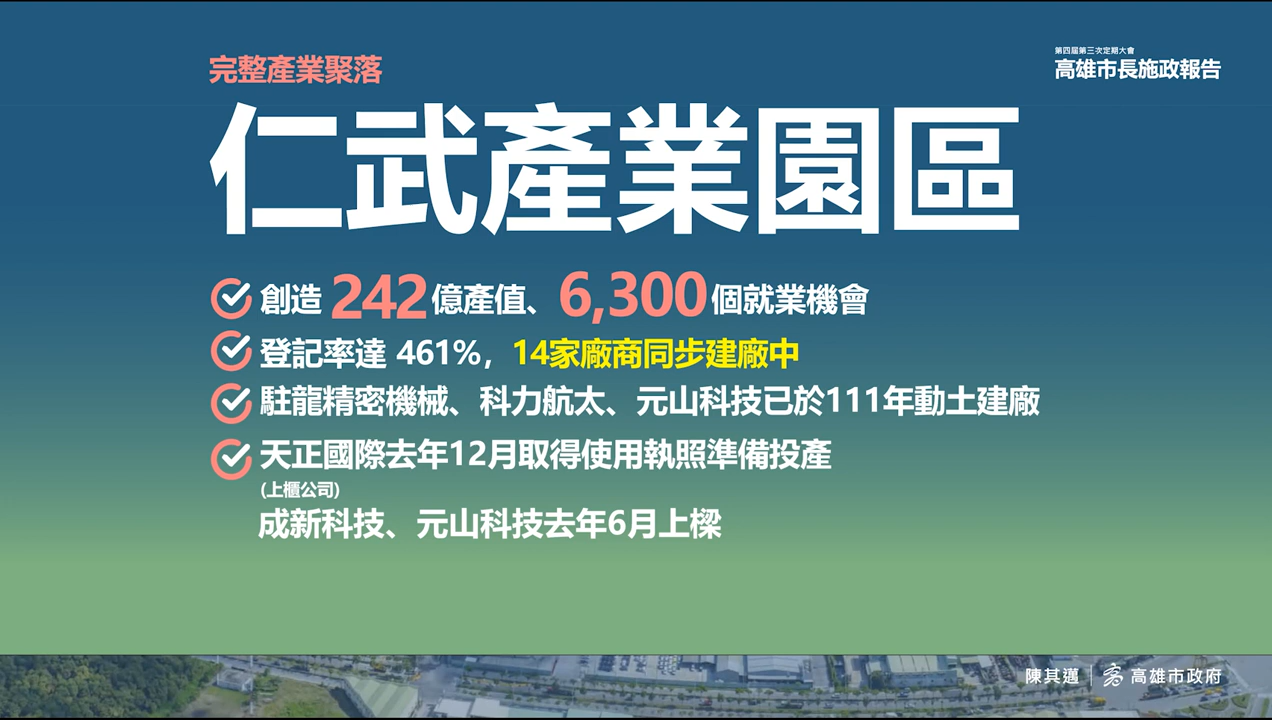 完整產業聚落
第四屆第三次定期大會
高雄市長施政報告
仁武產業園區
創造 242億產值、6,300個就業機會
登記率達 461%，14家廠商同步建廠中
駐龍精密機械、科力航太、元山科技已於111年動土建廠
天正國際去年12月取得使用執照準備投產
(上櫃公司)
成新科技、元山科技去年6月上樑
陳其邁 高雄市政府